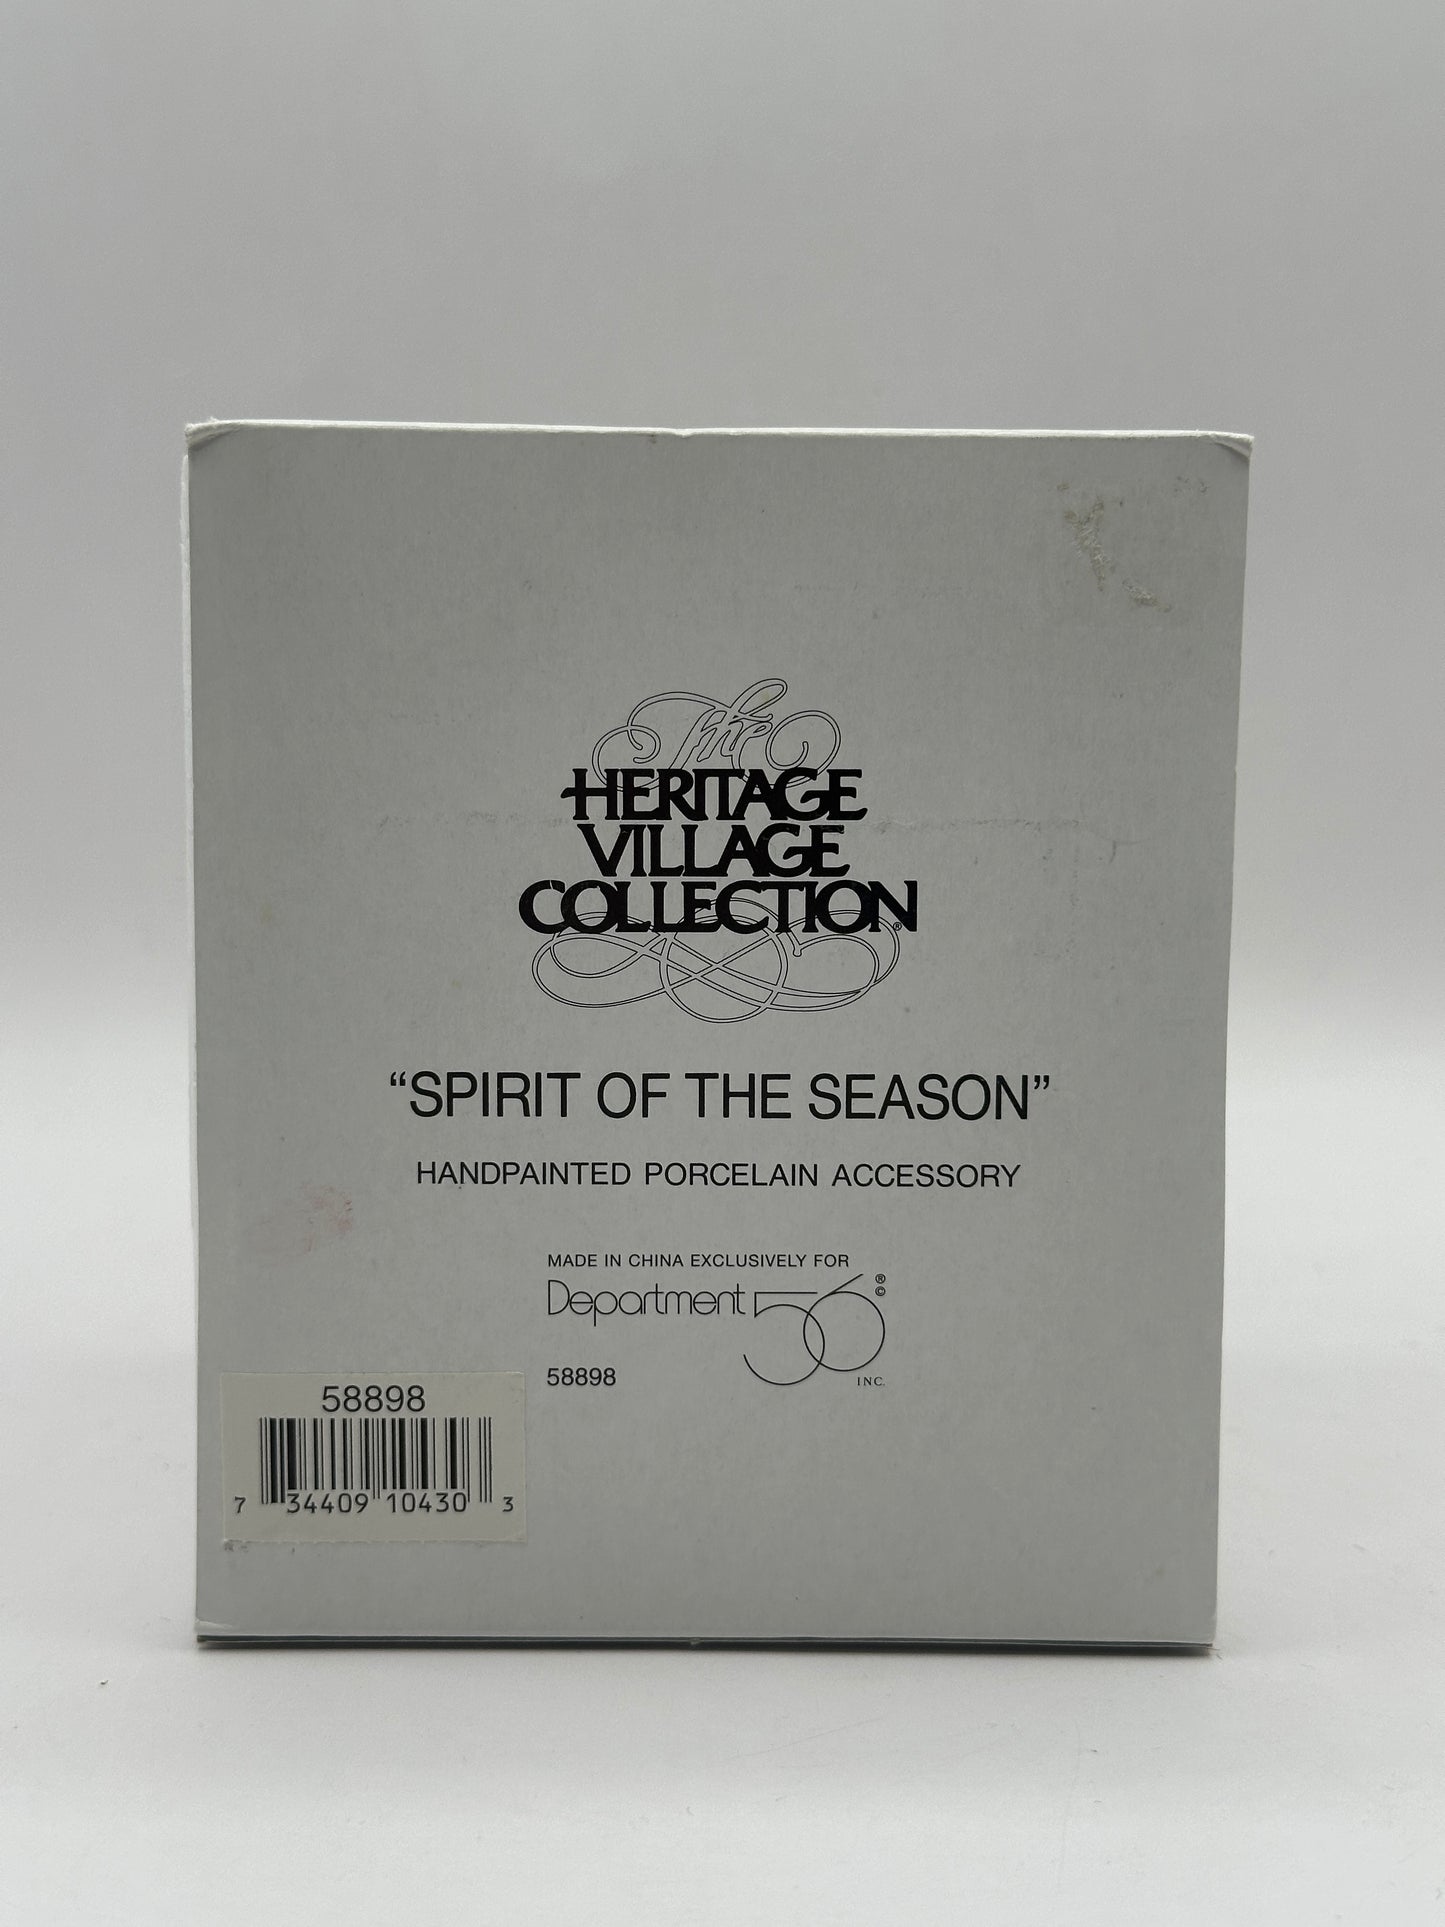 The
HERITAGE
VILLAGE
COLLECTION®
“SPIRIT OF THE SEASON”
HANDPAINTED PORCELAIN ACCESSORY
MADE IN CHINA EXCLUSIVELY FOR
Department 56 ® ©
INC.
58898
58898
7 34409 10430 3